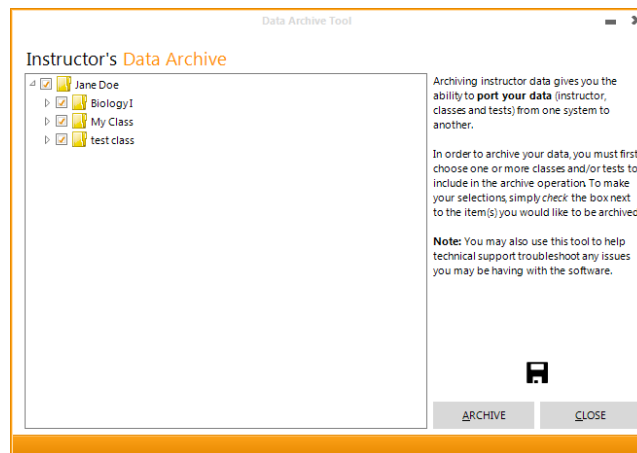 Data Archive Tool
Instructor's Data Archive
Jane Doe
Biology I
My Class
test class
Archiving instructor data gives you the
ability to port your data (instructor,
classes and tests) from one system to
another.
In order to archive your data, you must first
choose one or more classes and/or tests to
include in the archive operation. To make
your selections, simply check the box next
to the item(s) you would like to be archived
Note: You may also use this tool to help
technical support troubleshoot any issues
you may be having with the software.
ARCHIVE
CLOSE